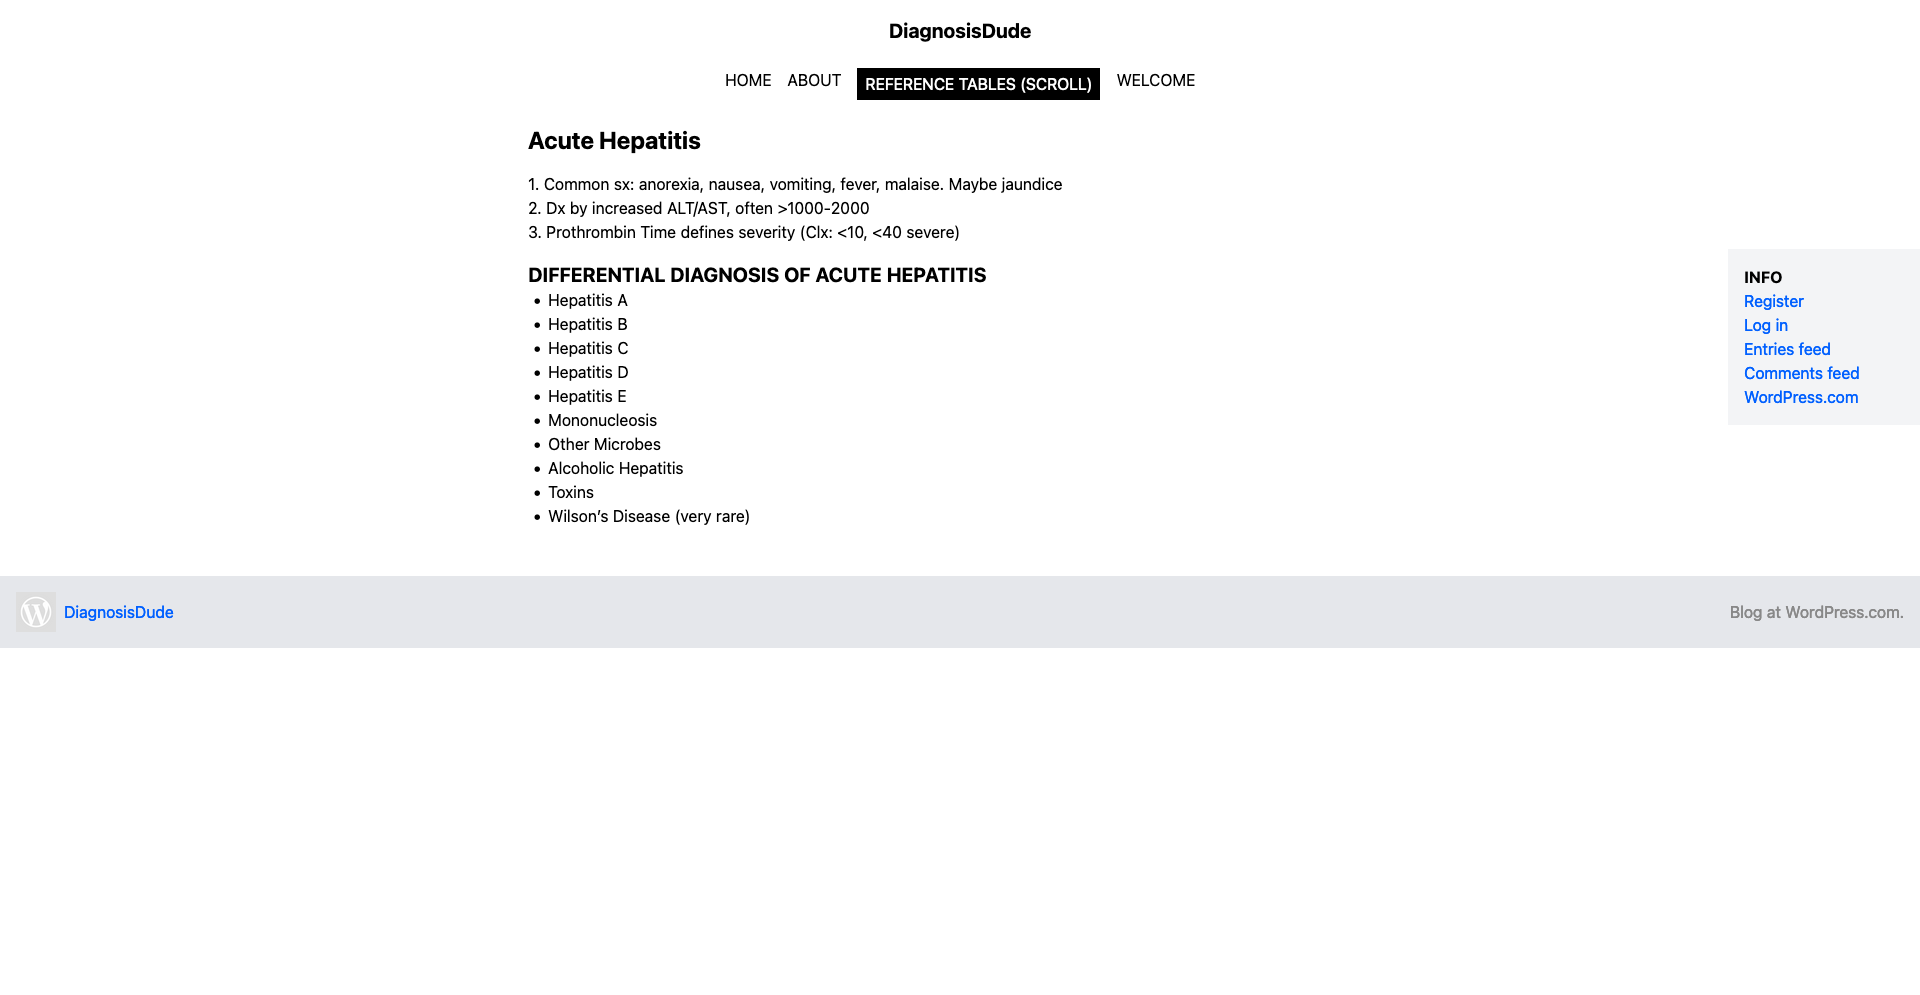 DiagnosisDude
HOME ABOUT REFERENCE TABLES (SCROLL) WELCOME
Acute Hepatitis
1. Common sx: anorexia, nausea, vomiting, fever, malaise. Maybe jaundice
2. Dx by increased ALT/AST, often >1000-2000
3. Prothrombin Time defines severity (Clx: <10, <40 severe)
DIFFERENTIAL DIAGNOSIS OF ACUTE HEPATITIS
• Hepatitis A
• Hepatitis B
• Hepatitis C
• Hepatitis D
• Hepatitis E
• Mononucleosis
• Other Microbes
• Alcoholic Hepatitis
• Toxins
• Wilson’s Disease (very rare)
INFO
Register
Log in
Entries feed
Comments feed
WordPress.com
DiagnosisDude
Blog at WordPress.com.